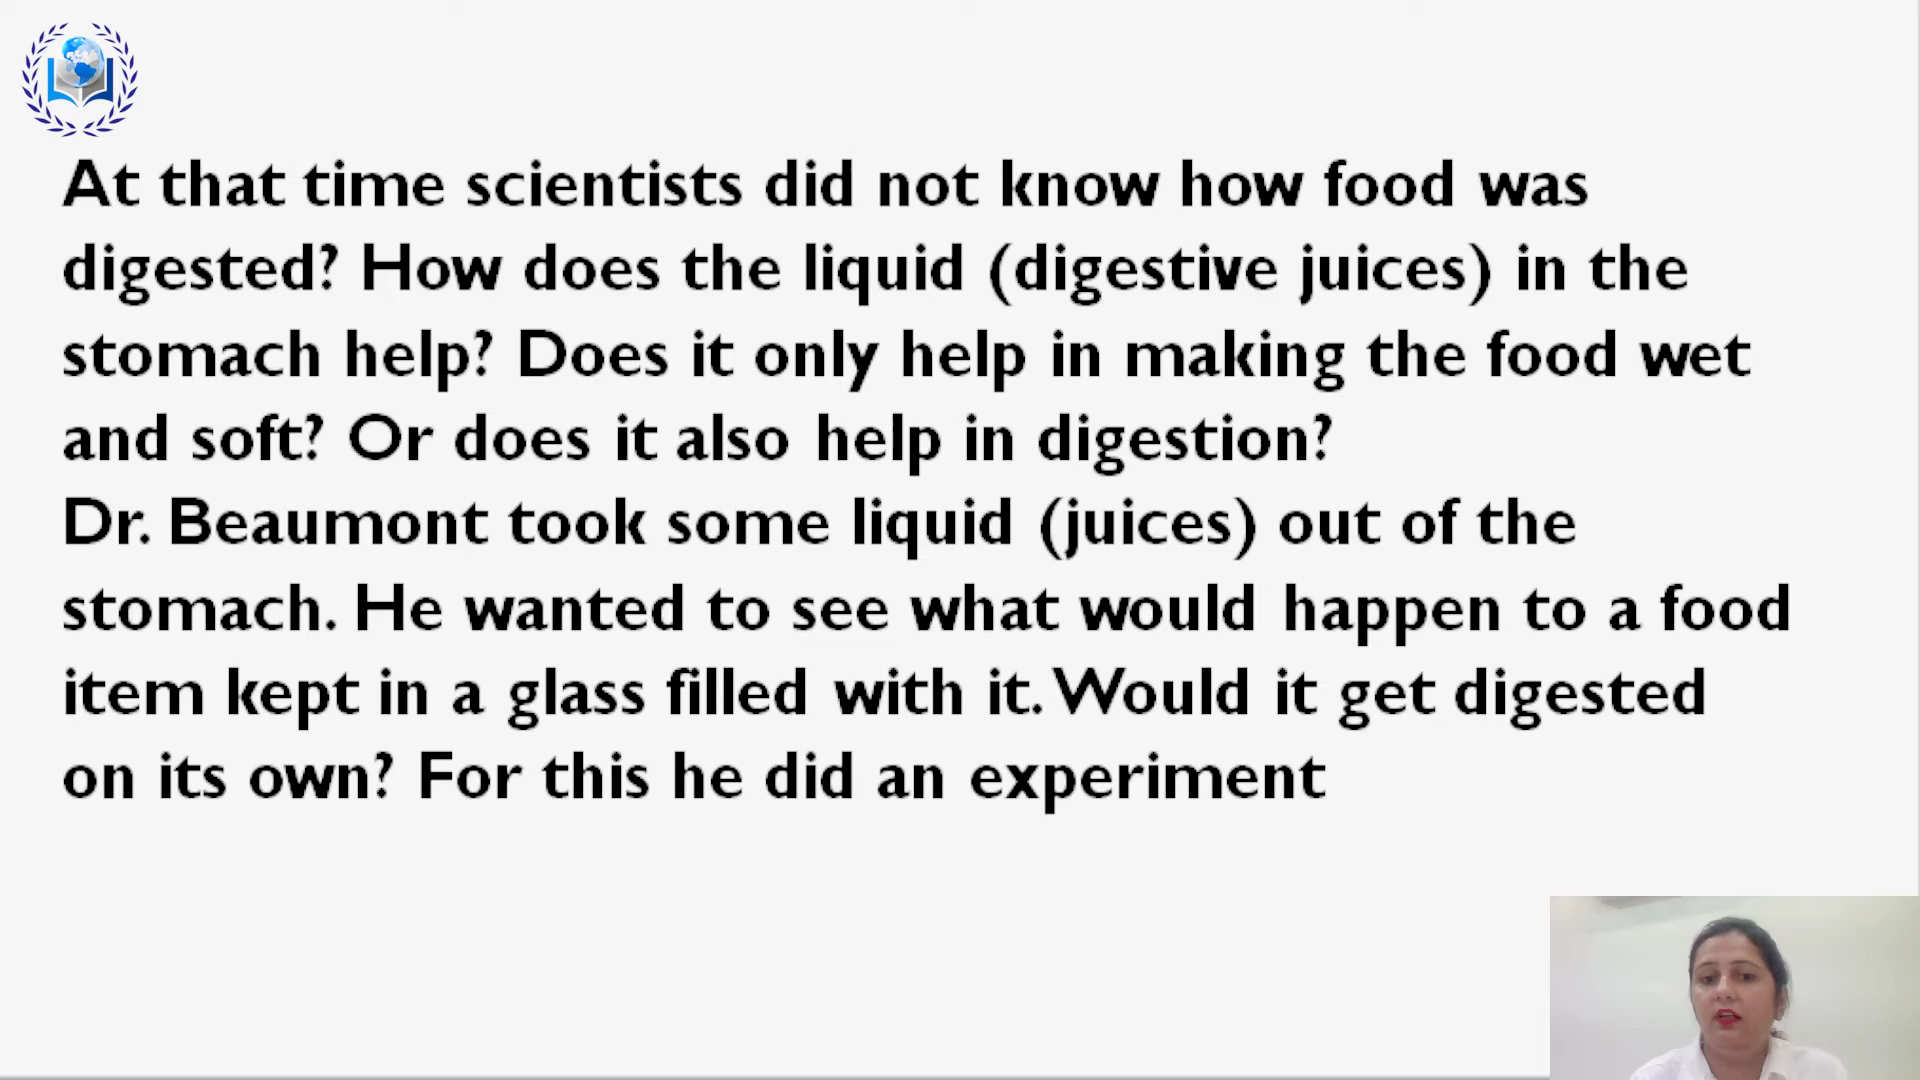 At that time scientists did not know how food was
digested? How does the liquid (digestive juices) in the
stomach help? Does it only help in making the food wet
and soft? Or does it also help in digestion?
Dr. Beaumont took some liquid (juices) out of the
stomach. He wanted to see what would happen to a food
item kept in a glass filled with it. Would it get digested
on its own? For this he did an experiment